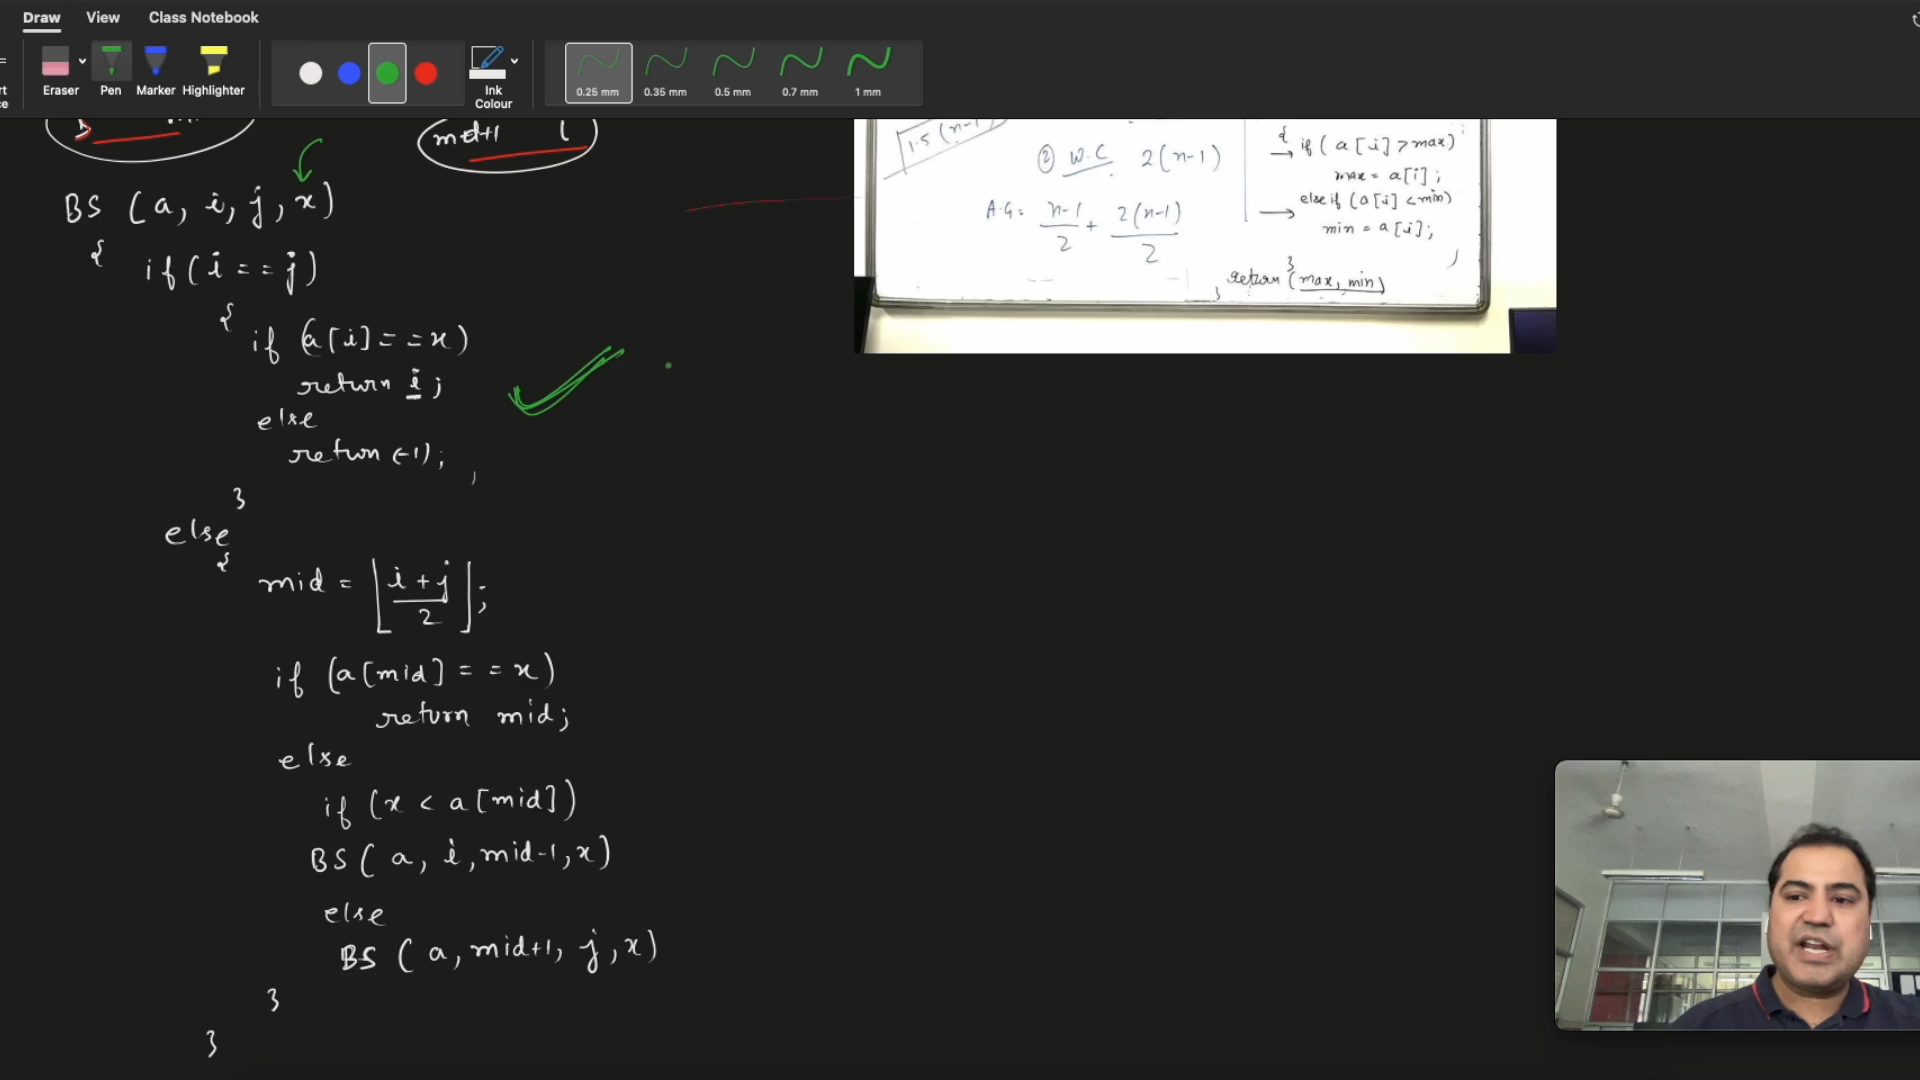 Draw View Class Notebook
Eraser Pen Marker Highlighter Ink Colour 0.25 mm 0.35 mm 0.5 mm 0.7 mm 1 mm
mid+1
BS (a, i, j, x)
{ if (i == j)
{ if (a[i] == x)
return i;
else
return (-1);
}
else
{
mid = ⌊(i+j)/2⌋;
if (a[mid] == x)
return mid;
else
if (x < a[mid])
BS( a, i, mid-1, x)
else
BS ( a, mid+1, j, x)
}
}
1.5 (n-1)
② W.C 2(n-1)
A.G = (n-1)/2 + 2(n-1)/2
{ if ( a[i] > max)
max = a[i];
else if (a[i] < min)
min = a[i];
}
return (max, min)
}